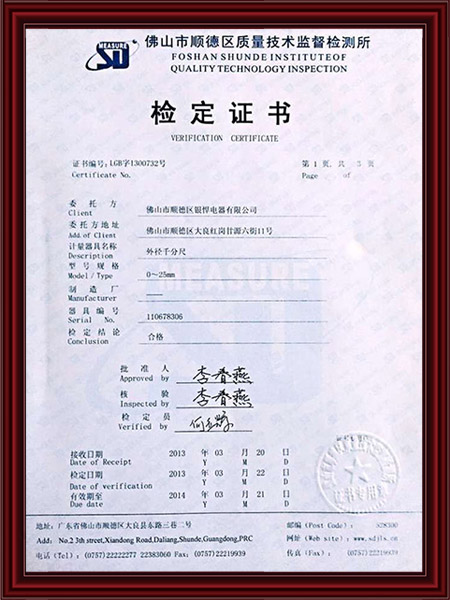 MEASURE
佛山市顺德区质量技术监督检测所
FOSHAN SHUNDE INSTITUTEOF
QUALITY TECHNOLOGY INSPECTION
检定证书
VERIFICATION CERTIFICATE
证书编号: LGB字1300732号 第 1 页, 共 3 页
Certificate No. Page of
委托方 佛山市顺德区银悍电器有限公司
Client
委托方地址 佛山市顺德区大良红岗甘源六街11号
Add.of Client
计量器具名称 外径千分尺
Description
型号规格 0～25mm
Model/Type
制造厂 ——
Manufacturer
器具编号 110678306
Serial No.
检定结论 合格
Conclusion
批准人
Approved by 李春燕
核验
Inspected by 李春燕
检定员
Verified by
接收日期 2013 年 03 月 20 日
Date of Receipt Y M D
检定日期 2013 年 03 月 22 日
Date of verification Y M D
有效期至 2014 年 03 月 21 日
Due date Y M D
证书专用章
地址: 广东省佛山市顺德区大良县东路三巷二号 邮编 (Post Code): 528300
Add: No.2 3th street,Xiandong Road,Daliang,Shunde,Guangdong,PRC 网址 (Web site): www.sdjls.cn
电话 (Tel): (0757)22222277 22383060 Fax: (0757)22219939 传真 (Fax): (0757)22219939